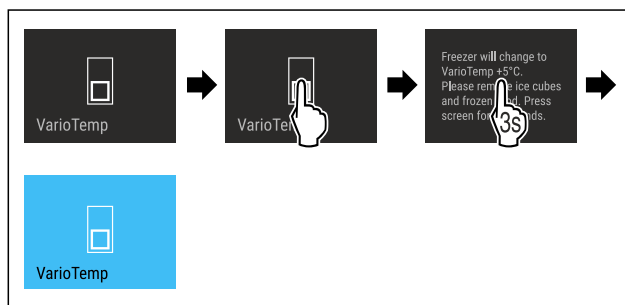 VarioTemp
VarioTe
Freezer will change to
VarioTemp +5°C.
Please ice cubes
and frozen Press
screen for
3s
VarioTemp